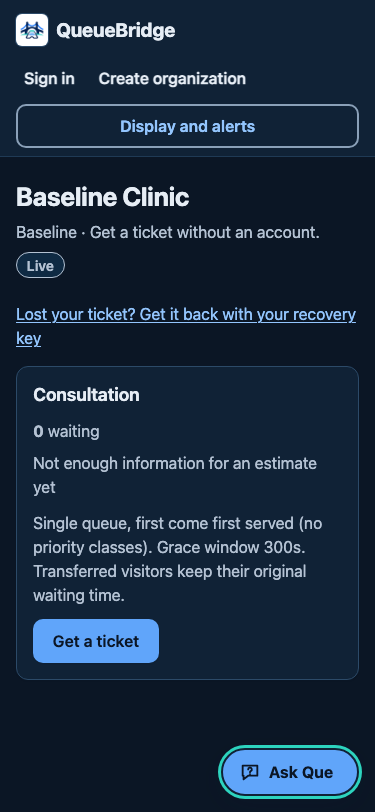 QueueBridge
Sign in Create organization
Display and alerts
Baseline Clinic
Baseline · Get a ticket without an account.
Live
Lost your ticket? Get it back with your recovery
key
Consultation
0 waiting
Not enough information for an estimate
yet
Single queue, first come first served (no
priority classes). Grace window 300s.
Transferred visitors keep their original
waiting time.
Get a ticket
Ask Que